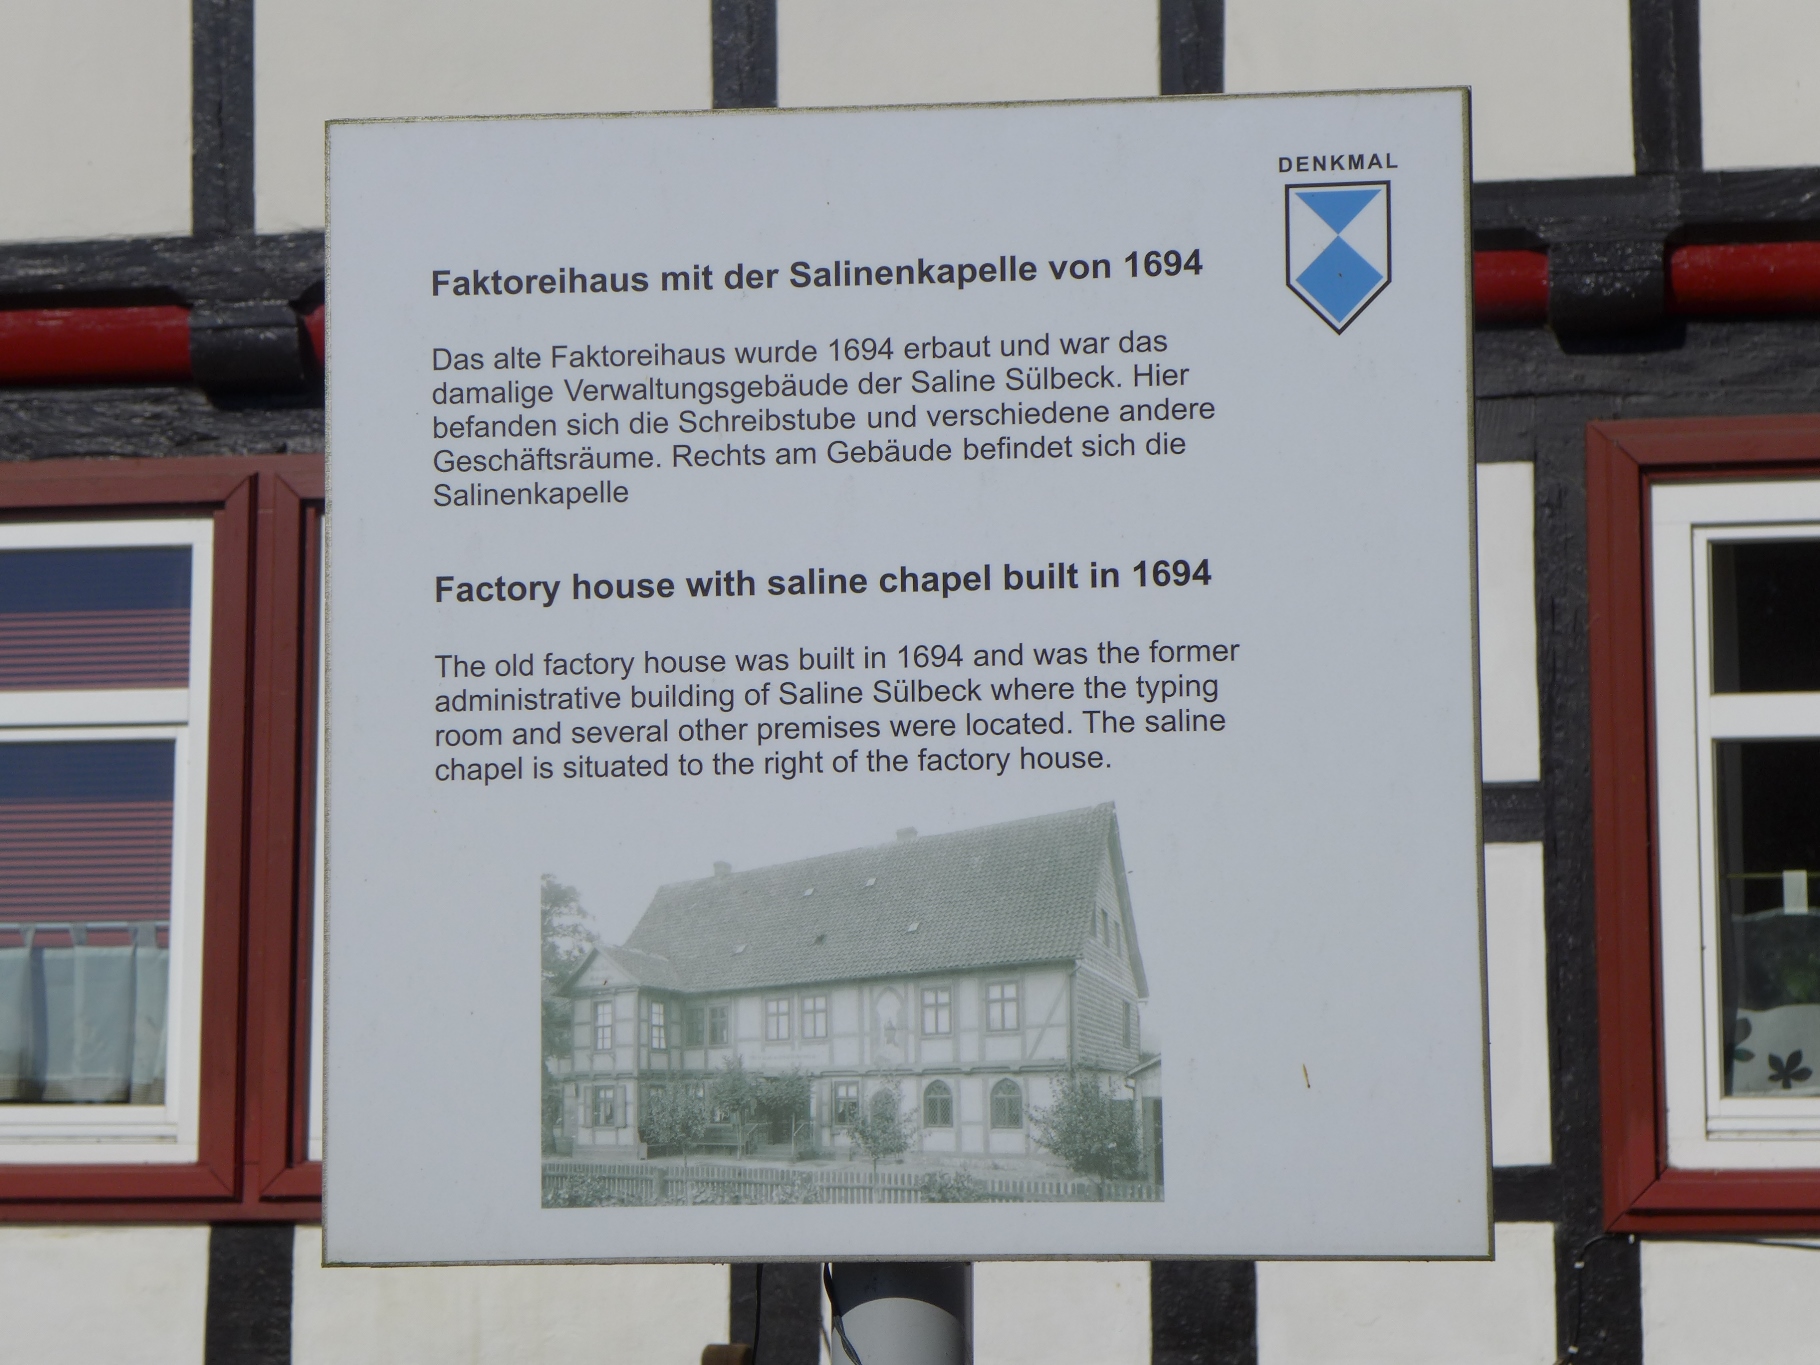 DENKMAL
Faktoreihaus mit der Salinenkapelle von 1694
Das alte Faktoreihaus wurde 1694 erbaut und war das
damalige Verwaltungsgebäude der Saline Sülbeck. Hier
befanden sich die Schreibstube und verschiedene andere
Geschäftsräume. Rechts am Gebäude befindet sich die
Salinenkapelle
Factory house with saline chapel built in 1694
The old factory house was built in 1694 and was the former
administrative building of Saline Sülbeck where the typing
room and several other premises were located. The saline
chapel is situated to the right of the factory house.